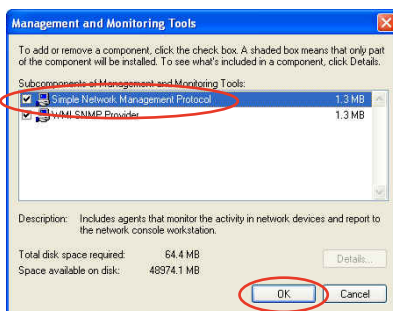 Management and Monitoring Tools
To add or remove a component, click the check box. A shaded box means that only part
of the component will be installed. To see what's included in a component, click Details.
Subcomponents of Management and Monitoring Tools:
Simple Network Management Protocol 1.3 MB
WMI SNMP Provider 1.3 MB
Description: Includes agents that monitor the activity in network devices and report to
the network console workstation.
Total disk space required: 64.4 MB
Space available on disk: 48974.1 MB
Details...
OK Cancel